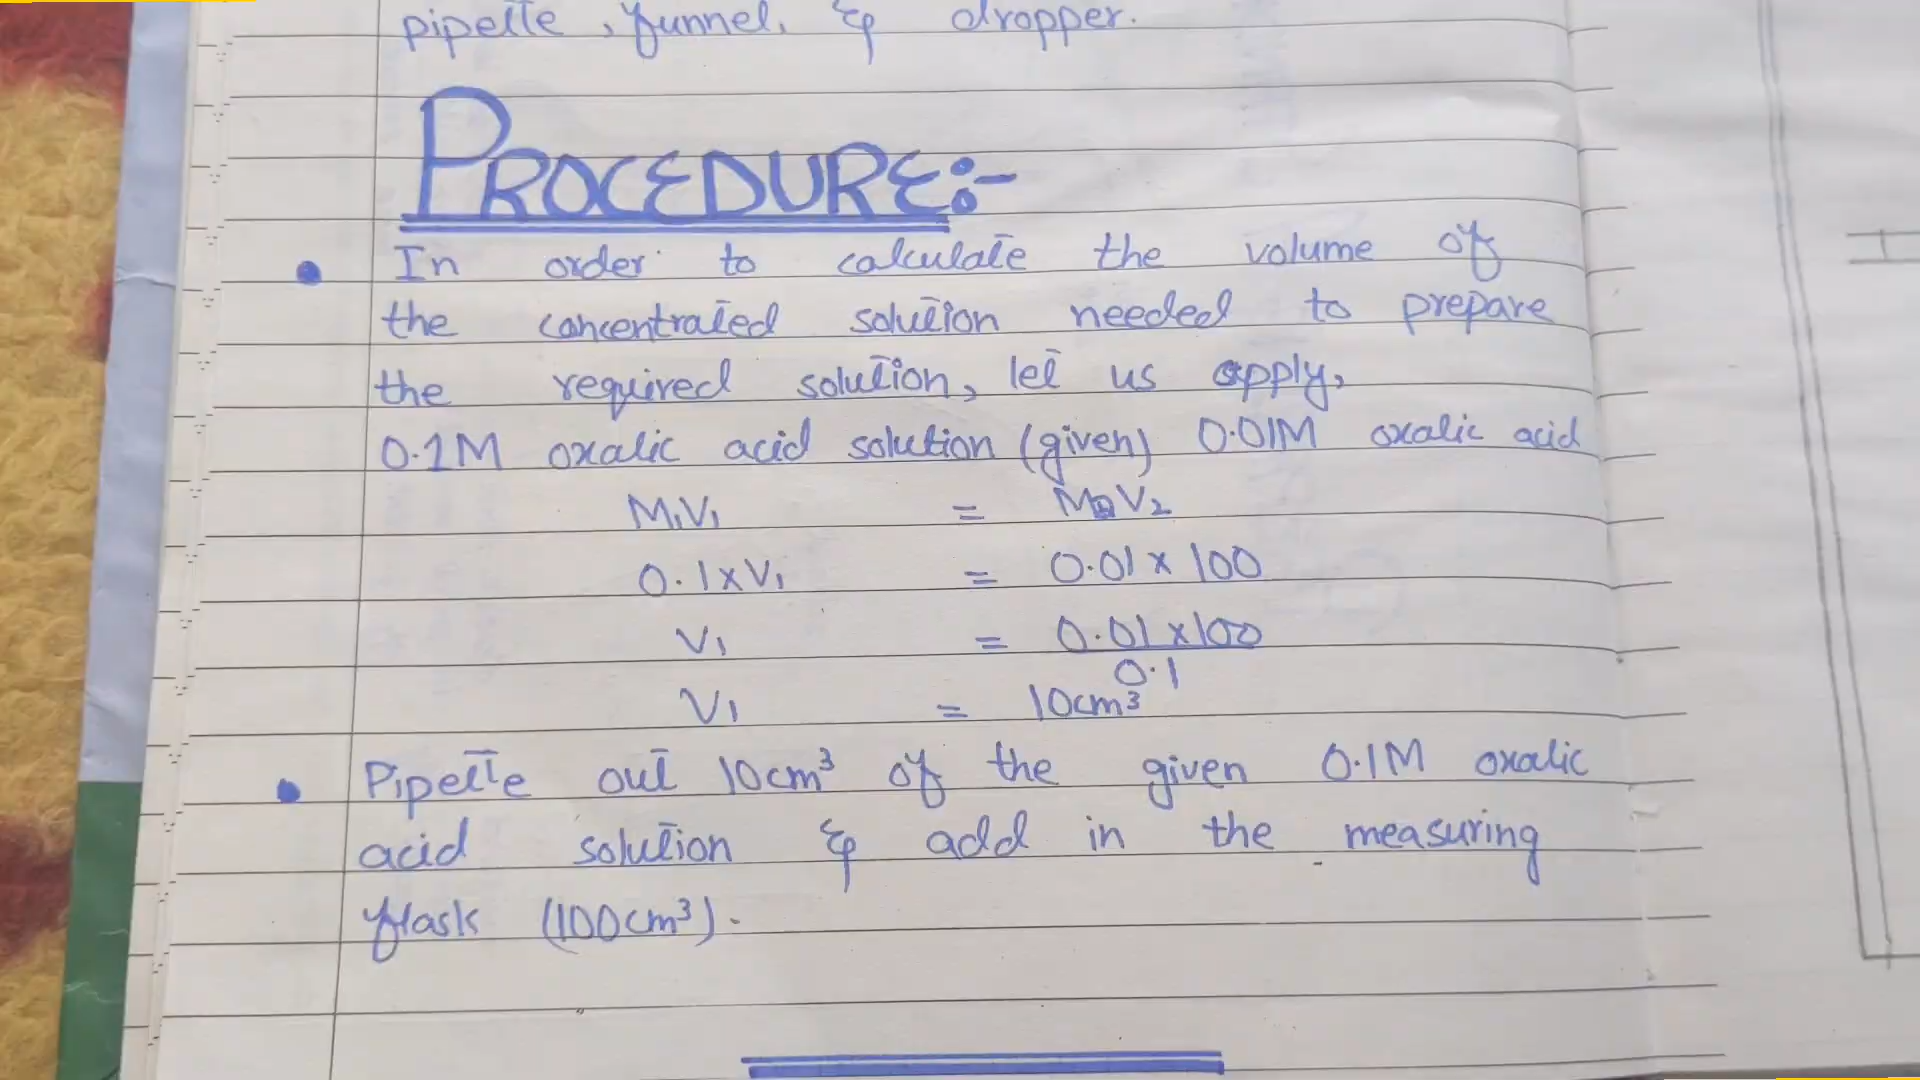 pipette, funnel, & dropper.
PROCEDURE:-
• In order to calculate the volume of
the concentrated solution needed to prepare
the required solution, let us apply,
0.1M oxalic acid solution (given) 0.01M oxalic acid
M₁V₁ = M₂V₂
0.1xV₁ = 0.01 x 100
V₁ = 0.01 x 100
0.1
V₁ = 10cm³
• Pipette out 10cm³ of the given 0.1M oxalic
acid solution & add in the measuring
flask (100cm³).